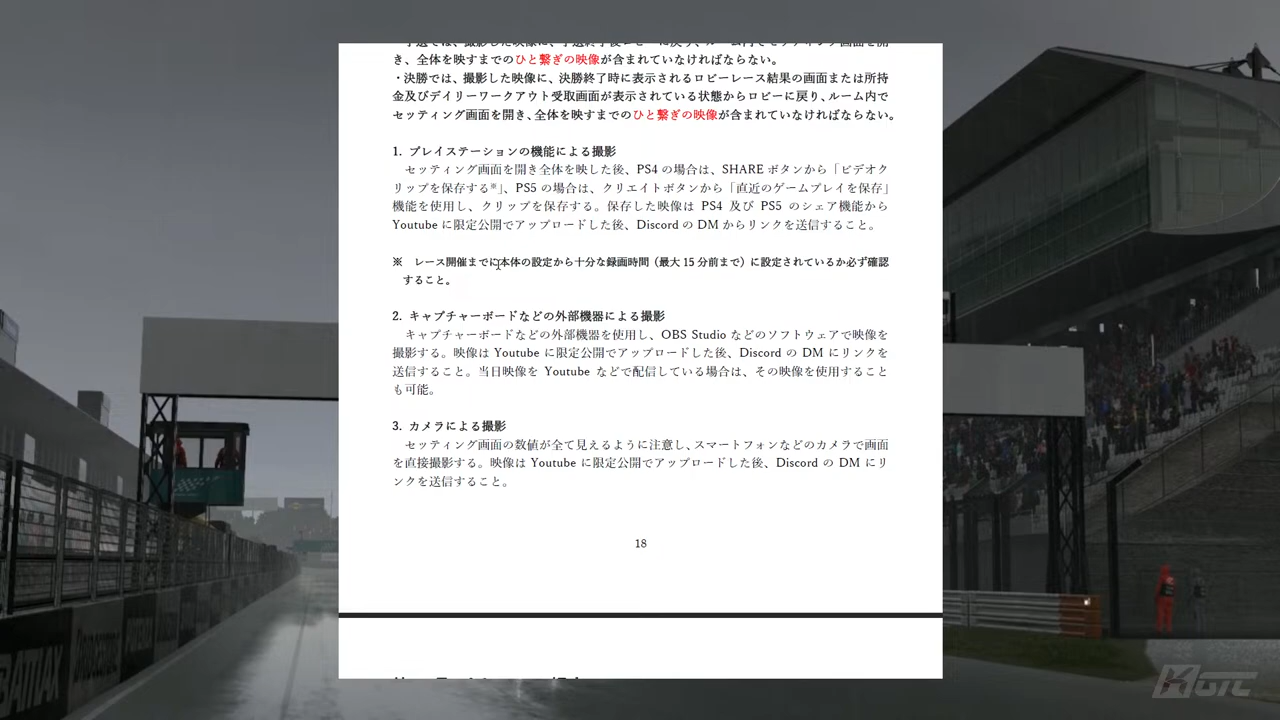 き、全体を映すまでのひと繋ぎの映像が含まれていなければならない。
・決勝では、撮影した映像に、決勝終了時に表示されるロビーレース結果の画面または所持
金及びデイリーワークアウト受取画面が表示されている状態からロビーに戻り、ルーム内で
セッティング画面を開き、全体を映すまでのひと繋ぎの映像が含まれていなければならない。
1. プレイステーションの機能による撮影
セッティング画面を開き全体を映した後、PS4 の場合は、SHARE ボタンから「ビデオク
リップを保存する※」、PS5 の場合は、クリエイトボタンから「直近のゲームプレイを保存」
機能を使用し、クリップを保存する。保存した映像は PS4 及び PS5 のシェア機能から
Youtube に限定公開でアップロードした後、Discord の DM からリンクを送信すること。
※ レース開催までに本体の設定から十分な録画時間（最大 15 分前まで）に設定されているか必ず確認
すること。
2. キャプチャーボードなどの外部機器による撮影
キャプチャーボードなどの外部機器を使用し、OBS Studio などのソフトウェアで映像を
撮影する。映像は Youtube に限定公開でアップロードした後、Discord の DM にリンクを
送信すること。当日映像を Youtube などで配信している場合は、その映像を使用すること
も可能。
3. カメラによる撮影
セッティング画面の数値が全て見えるように注意し、スマートフォンなどのカメラで画面
を直接撮影する。映像は Youtube に限定公開でアップロードした後、Discord の DM にリ
ンクを送信すること。
18